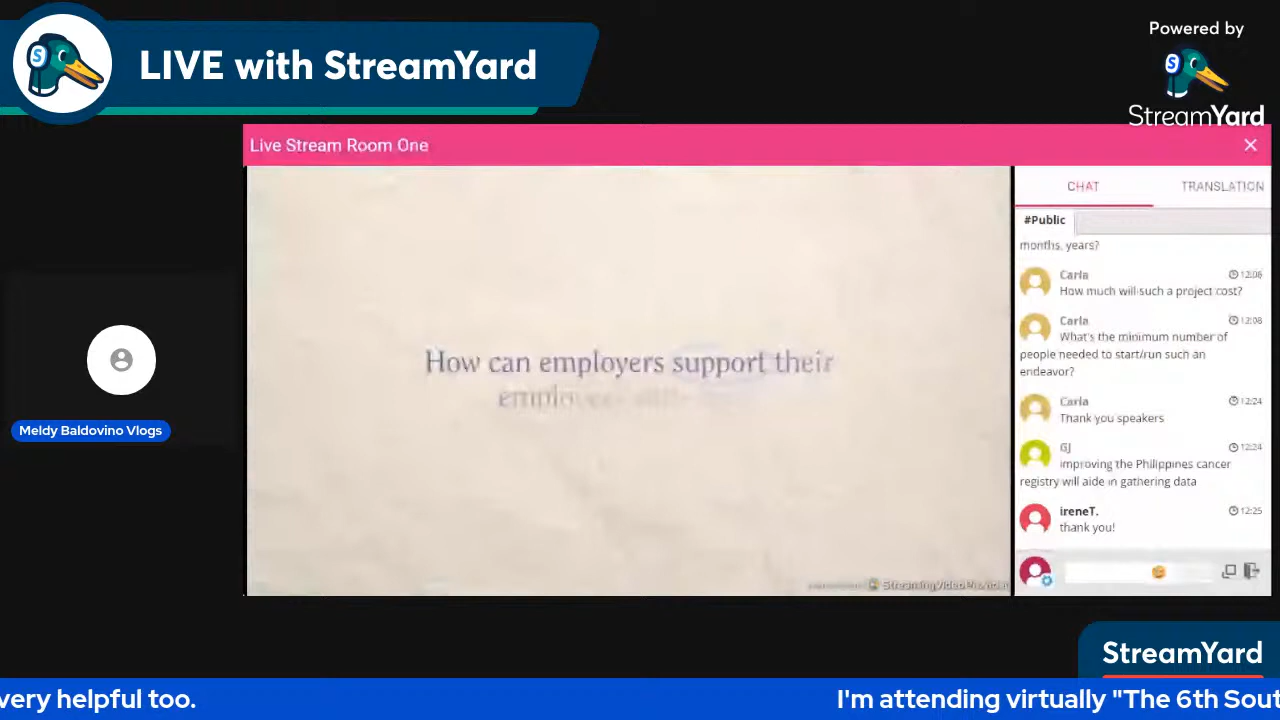 LIVE with StreamYard
Powered by
StreamYard
Live Stream Room One
CHAT
TRANSLATION
#Public
months, years?
Carla
12:06
How much will such a project cost?
Carla
12:08
What's the minimum number of
people needed to start/run such an
endeavor?
Carla
12:24
Thank you speakers
GJ
12:24
improving the Philippines cancer
registry will aide in gathering data
ireneT.
12:25
thank you!
How can employers support their
Meldy Baldovino Vlogs
StreamingVideoProvider
StreamYard
very helpful too.
I'm attending virtually "The 6th Sout